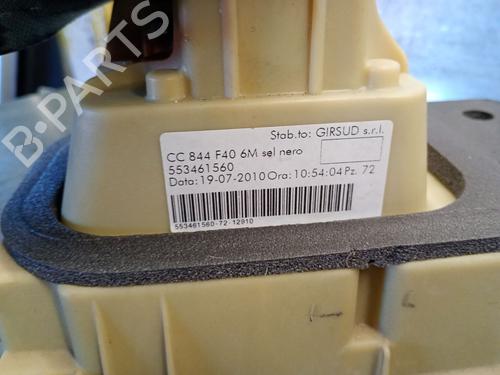 B-PARTS
Stab.to: GIRSUD s.r.l.
CC 844 F40 6M sel nero
553461560
Data: 19-07-2010 Ora: 10:54:04 Pz. 72
553461560-72-12910